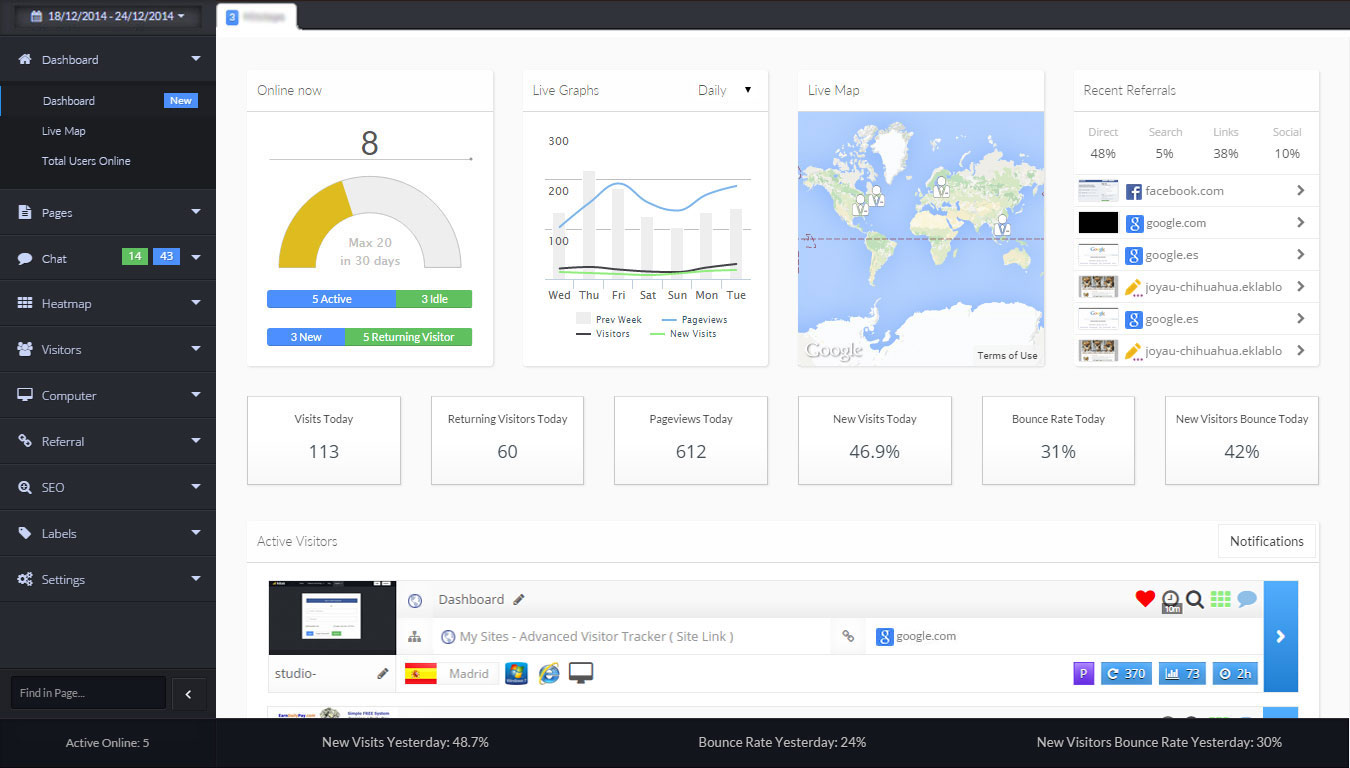 18/12/2014 - 24/12/2014
3
Dashboard
Dashboard New
Live Map
Total Users Online
Pages
Chat 14 43
Heatmap
Visitors
Computer
Referral
SEO
Labels
Settings
Find in Page...
Active Online: 5
Online now
8
Max 20
in 30 days
5 Active 3 Idle
3 New 5 Returning Visitor
Live Graphs Daily
300
200
100
Wed Thu Fri Sat Sun Mon Tue
Prev Week Pageviews
Visitors New Visits
Live Map
Google Terms of Use
Recent Referrals
Direct Search Links Social
48% 5% 38% 10%
facebook.com
google.com
google.es
joyau-chihuahua.eklablo
google.es
joyau-chihuahua.eklablo
Visits Today
113
Returning Visitors Today
60
Pageviews Today
612
New Visits Today
46.9%
Bounce Rate Today
31%
New Visitors Bounce Today
42%
Active Visitors Notifications
Dashboard 10m
My Sites - Advanced Visitor Tracker ( Site Link ) google.com
studio- Madrid P 370 73 2h
Simple FREE System
New Visits Yesterday: 48.7% Bounce Rate Yesterday: 24% New Visitors Bounce Rate Yesterday: 30%